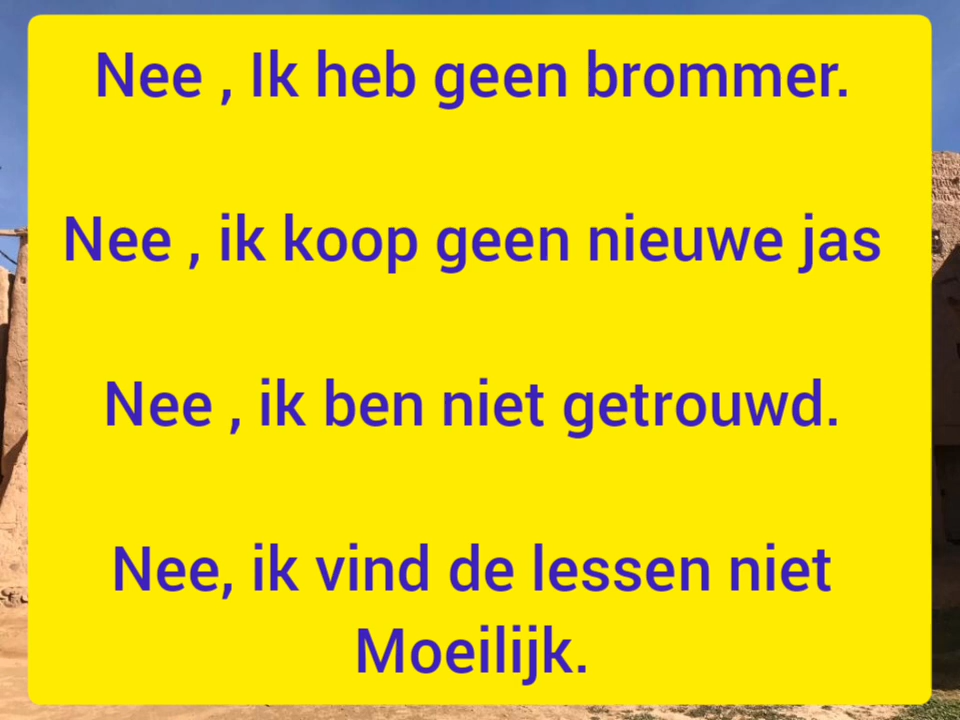 Nee , Ik heb geen brommer.
Nee , ik koop geen nieuwe jas
Nee , ik ben niet getrouwd.
Nee, ik vind de lessen niet
Moeilijk.